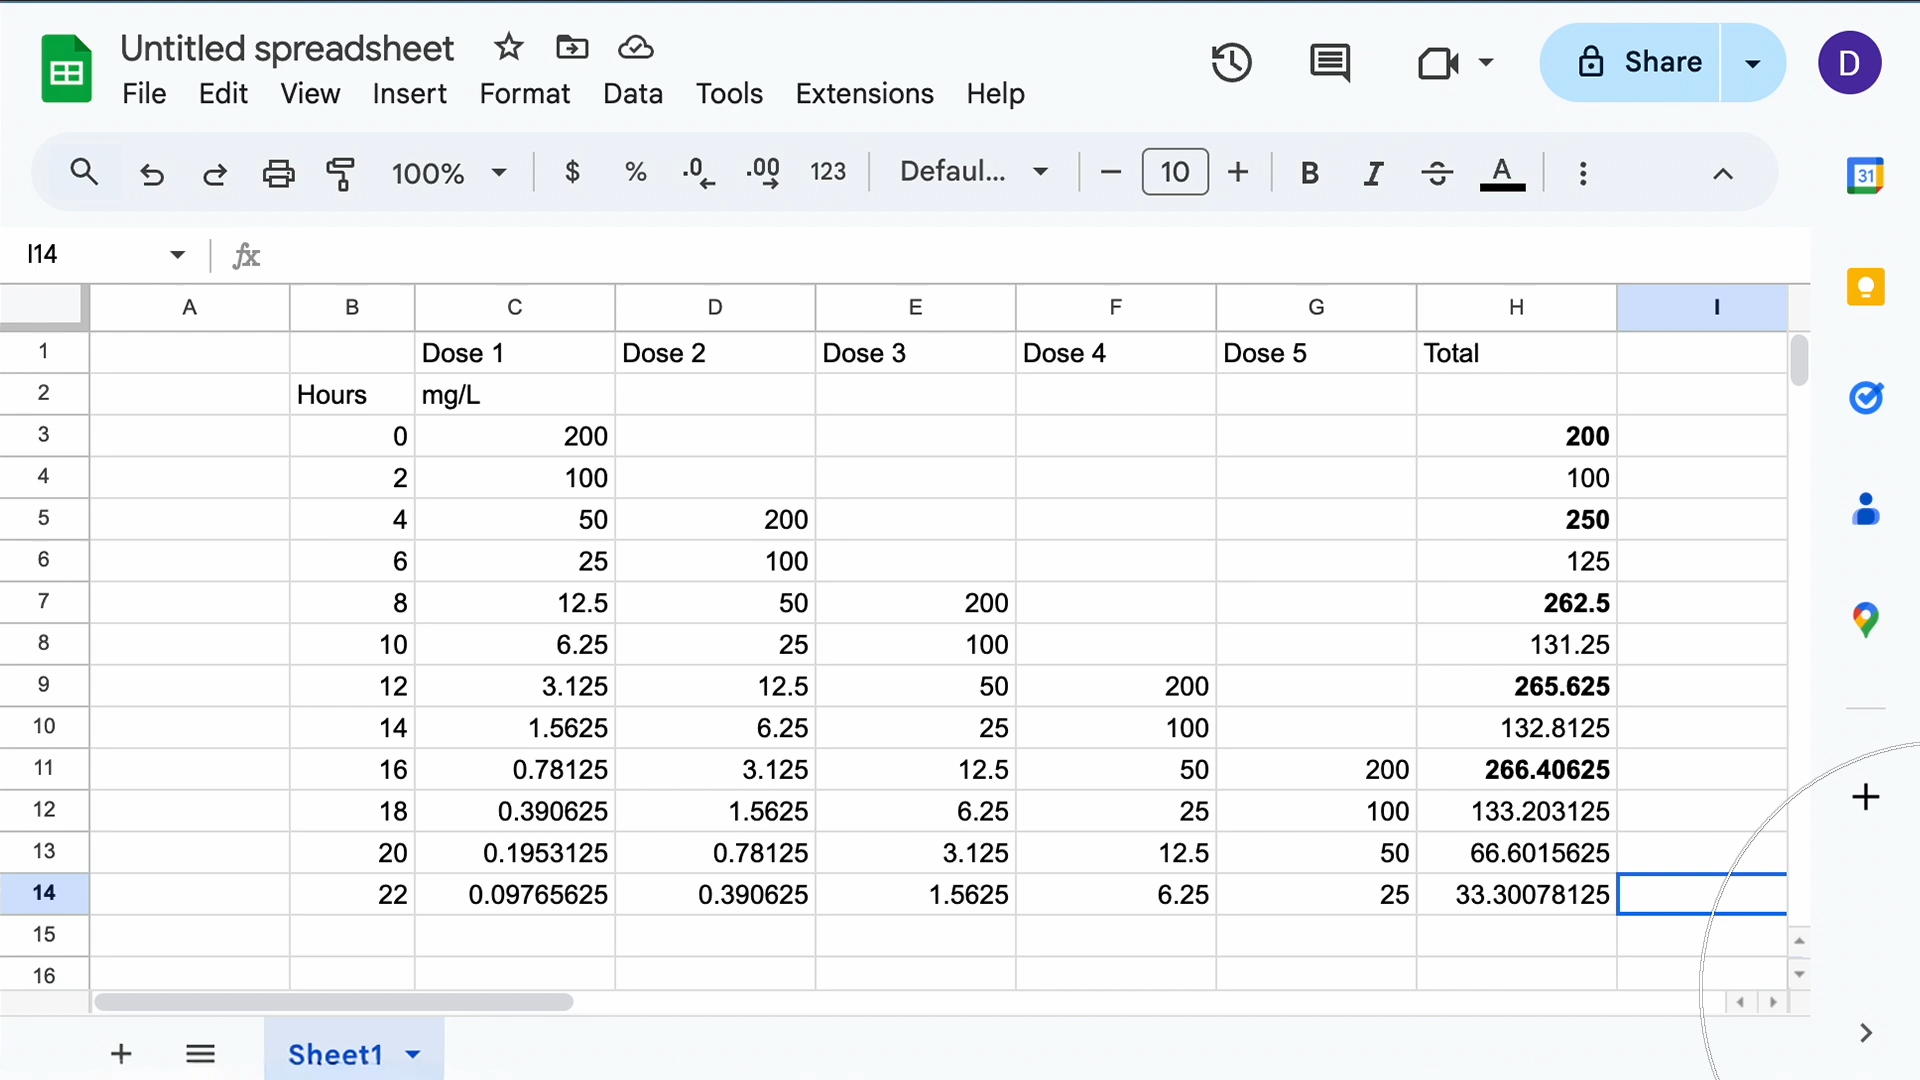 Untitled spreadsheet
Share
D
File Edit View Insert Format Data Tools Extensions Help
100% $ % .0 .00 123 Defaul... 10 B I S A
31
I14 fx
A B C D E F G H I
1 Dose 1 Dose 2 Dose 3 Dose 4 Dose 5 Total
2 Hours mg/L
3 0 200 200
4 2 100 100
5 4 50 200 250
6 6 25 100 125
7 8 12.5 50 200 262.5
8 10 6.25 25 100 131.25
9 12 3.125 12.5 50 200 265.625
10 14 1.5625 6.25 25 100 132.8125
11 16 0.78125 3.125 12.5 50 200 266.40625
12 18 0.390625 1.5625 6.25 25 100 133.203125
13 20 0.1953125 0.78125 3.125 12.5 50 66.6015625
14 22 0.09765625 0.390625 1.5625 6.25 25 33.30078125
15
16
Sheet1